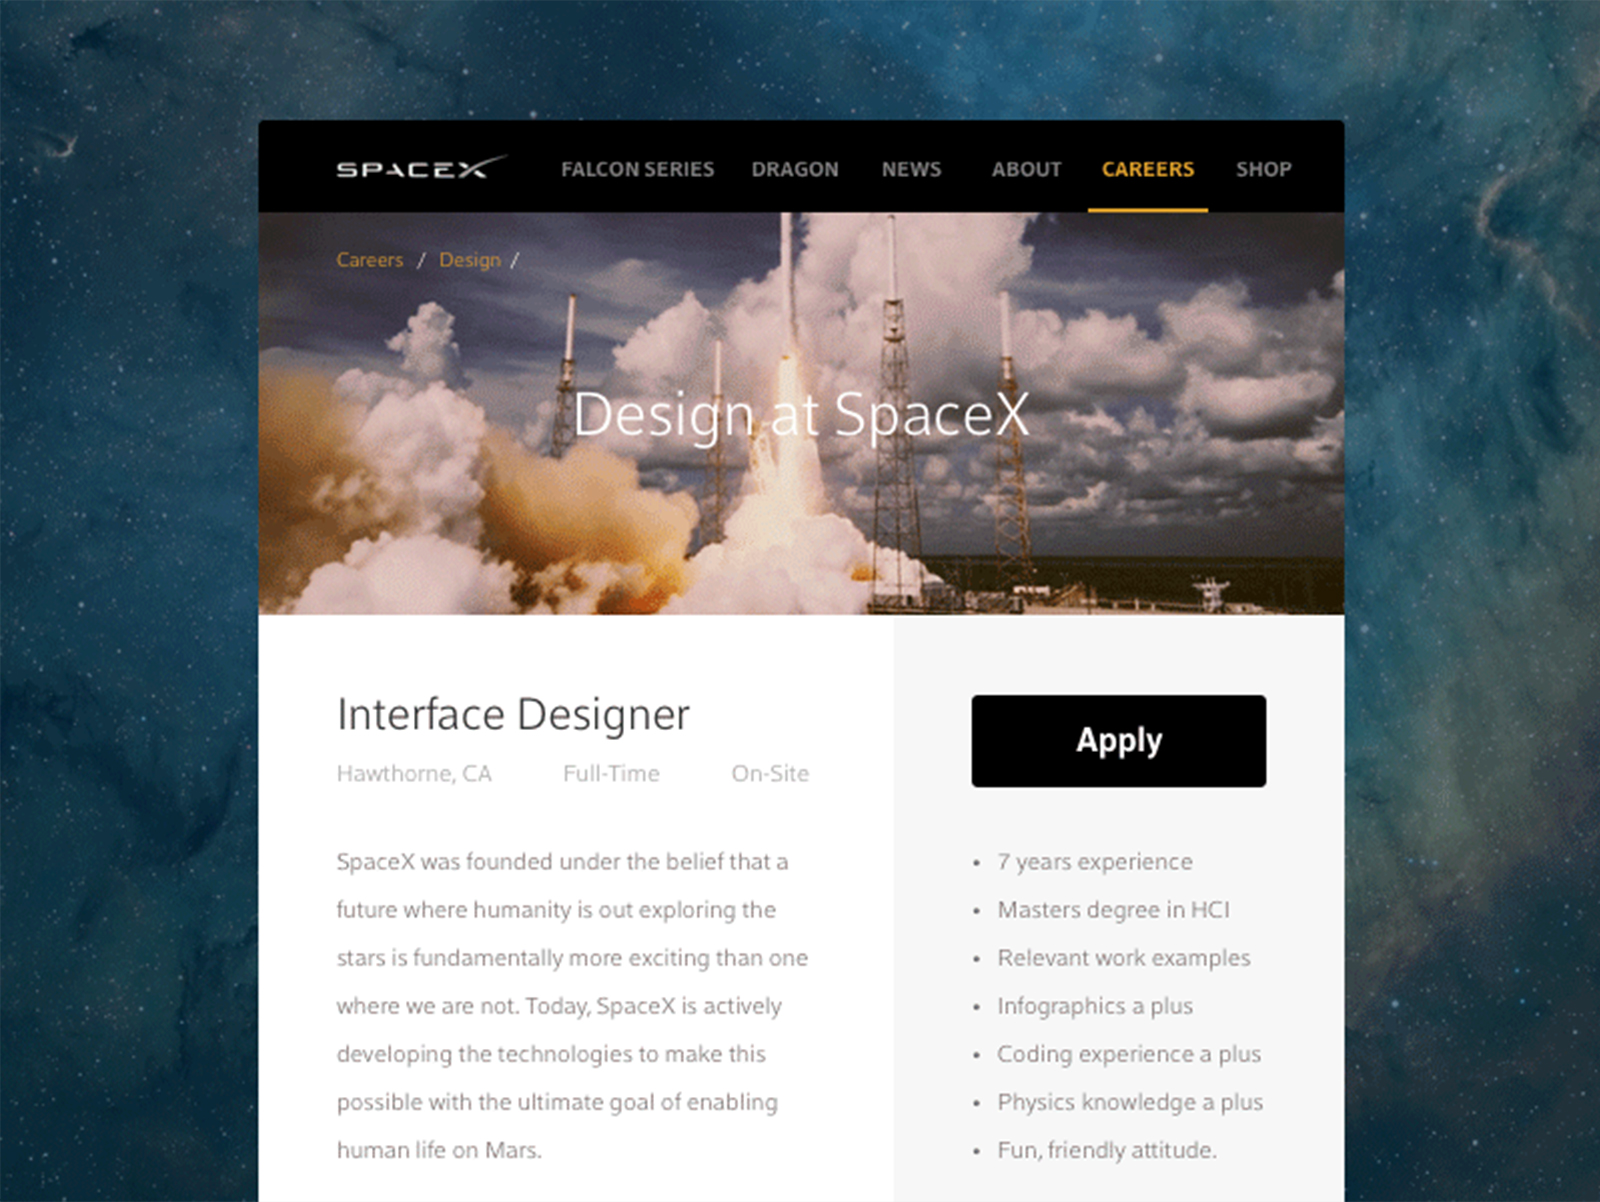 SPACEX FALCON SERIES DRAGON NEWS ABOUT CAREERS SHOP
Careers / Design /
Design at SpaceX
Interface Designer
Hawthorne, CA Full-Time On-Site
SpaceX was founded under the belief that a
future where humanity is out exploring the
stars is fundamentally more exciting than one
where we are not. Today, SpaceX is actively
developing the technologies to make this
possible with the ultimate goal of enabling
human life on Mars.
Apply
• 7 years experience
• Masters degree in HCI
• Relevant work examples
• Infographics a plus
• Coding experience a plus
• Physics knowledge a plus
• Fun, friendly attitude.